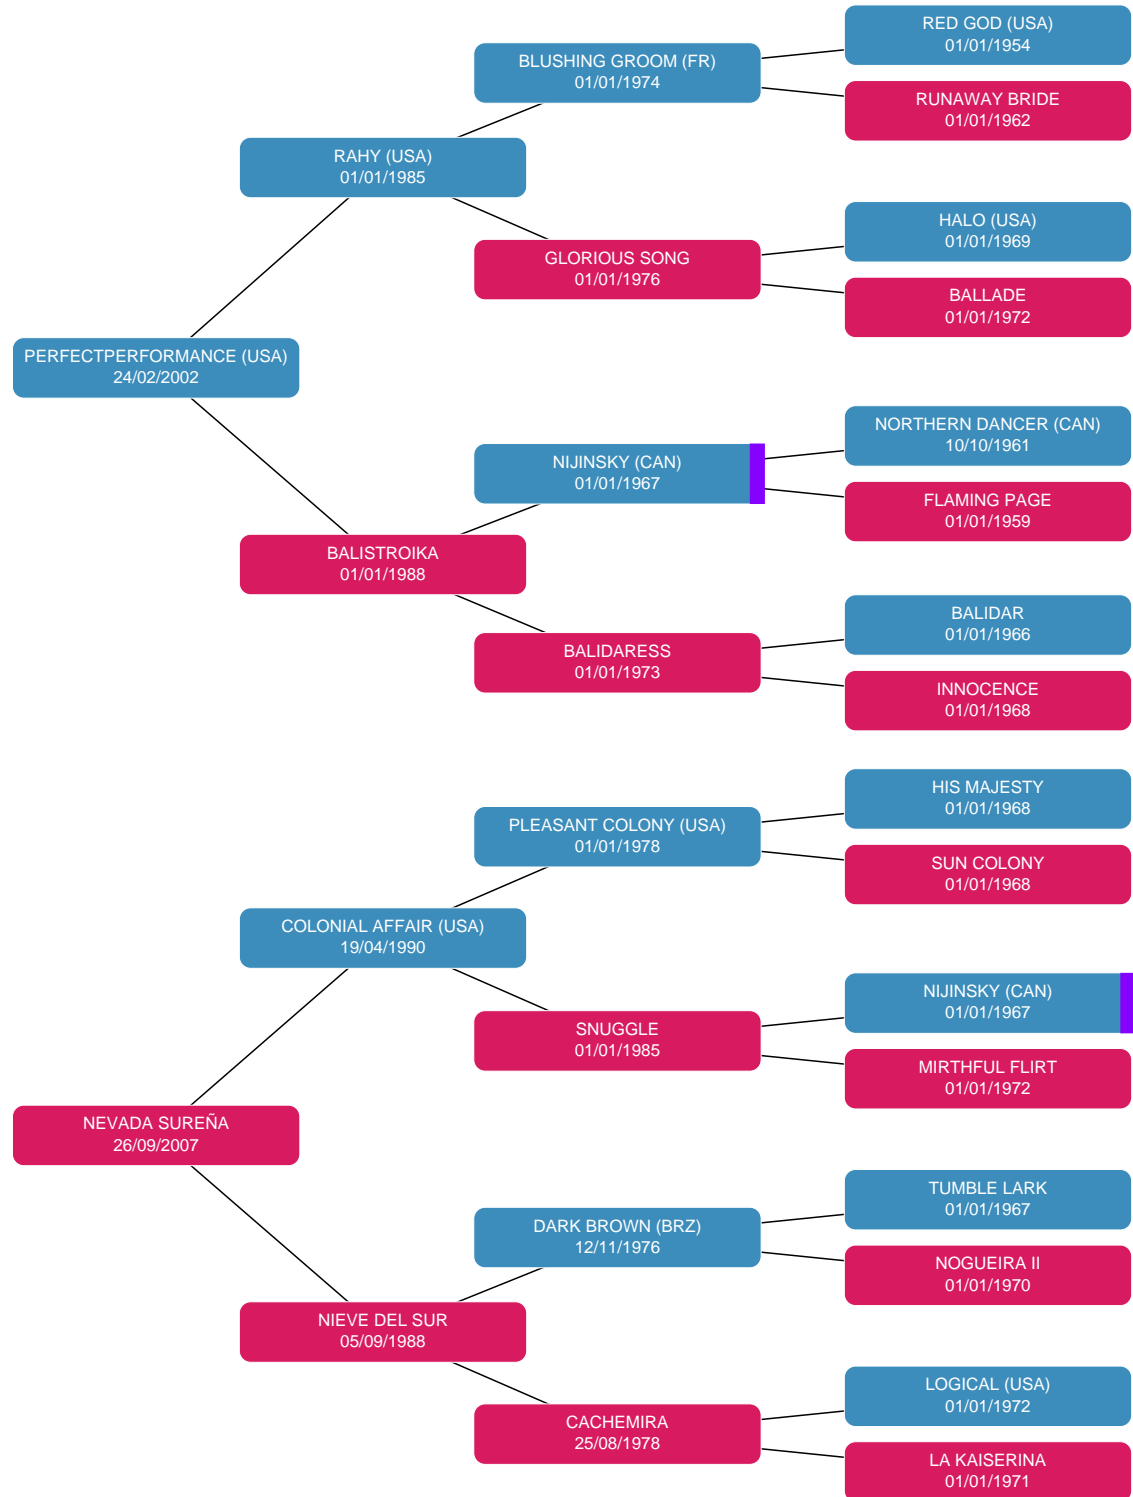 RED GOD (USA)
01/01/1954
BLUSHING GROOM (FR)
01/01/1974
RUNAWAY BRIDE
01/01/1962
RAHY (USA)
01/01/1985
HALO (USA)
01/01/1969
GLORIOUS SONG
01/01/1976
BALLADE
01/01/1972
PERFECTPERFORMANCE (USA)
24/02/2002
NORTHERN DANCER (CAN)
10/10/1961
NIJINSKY (CAN)
01/01/1967
FLAMING PAGE
01/01/1959
BALISTROIKA
01/01/1988
BALIDAR
01/01/1966
BALIDARESS
01/01/1973
INNOCENCE
01/01/1968
HIS MAJESTY
01/01/1968
PLEASANT COLONY (USA)
01/01/1978
SUN COLONY
01/01/1968
COLONIAL AFFAIR (USA)
19/04/1990
NIJINSKY (CAN)
01/01/1967
SNUGGLE
01/01/1985
MIRTHFUL FLIRT
01/01/1972
NEVADA SUREÑA
26/09/2007
TUMBLE LARK
01/01/1967
DARK BROWN (BRZ)
12/11/1976
NOGUEIRA II
01/01/1970
NIEVE DEL SUR
05/09/1988
LOGICAL (USA)
01/01/1972
CACHEMIRA
25/08/1978
LA KAISERINA
01/01/1971